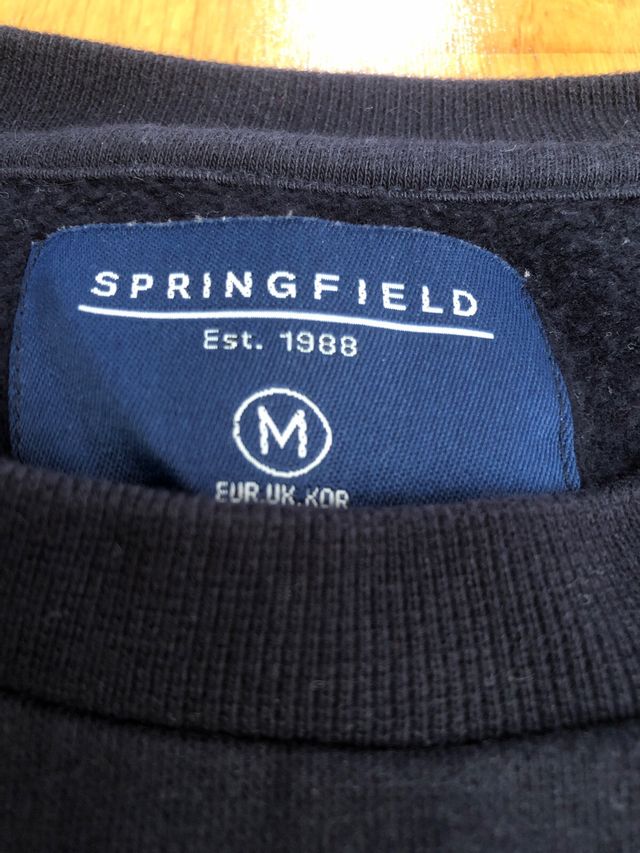 SPRINGFIELD
Est. 1988
M
EUR.UK.KOR